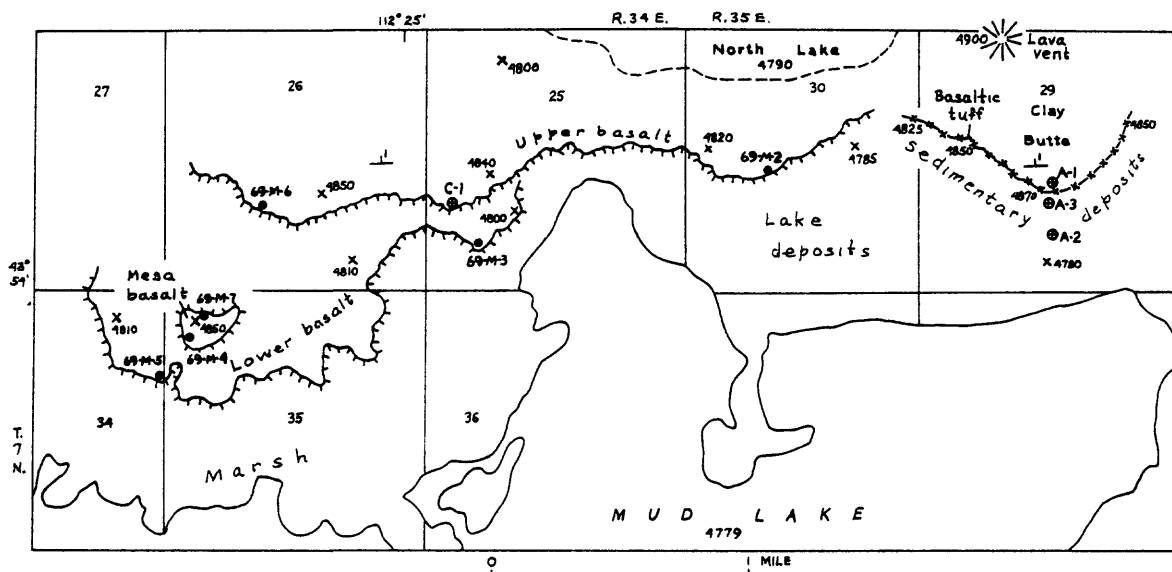 112° 25'
R. 34 E.
R. 35 E.
North Lake
4790
4900
Lava
vent
27
26
4800
25
30
29
Clay
Butte
Basaltic
tuff
4825
4850
4850
Upper basalt
4820
69-M-2
4785
4840
C-1
1°
4850
69-M-6
4800
69-M-3
1°
A-1
4870
A-3
A-2
4780
Sedimentary
deposits
Lake
deposits
4810
43°
54'
Mesa
basalt
69-M-7
4810
4860
69-M-4
69-M-5
Lower basalt
34
35
36
T.
7
N.
Marsh
MUD LAKE
4779
0
1 MILE